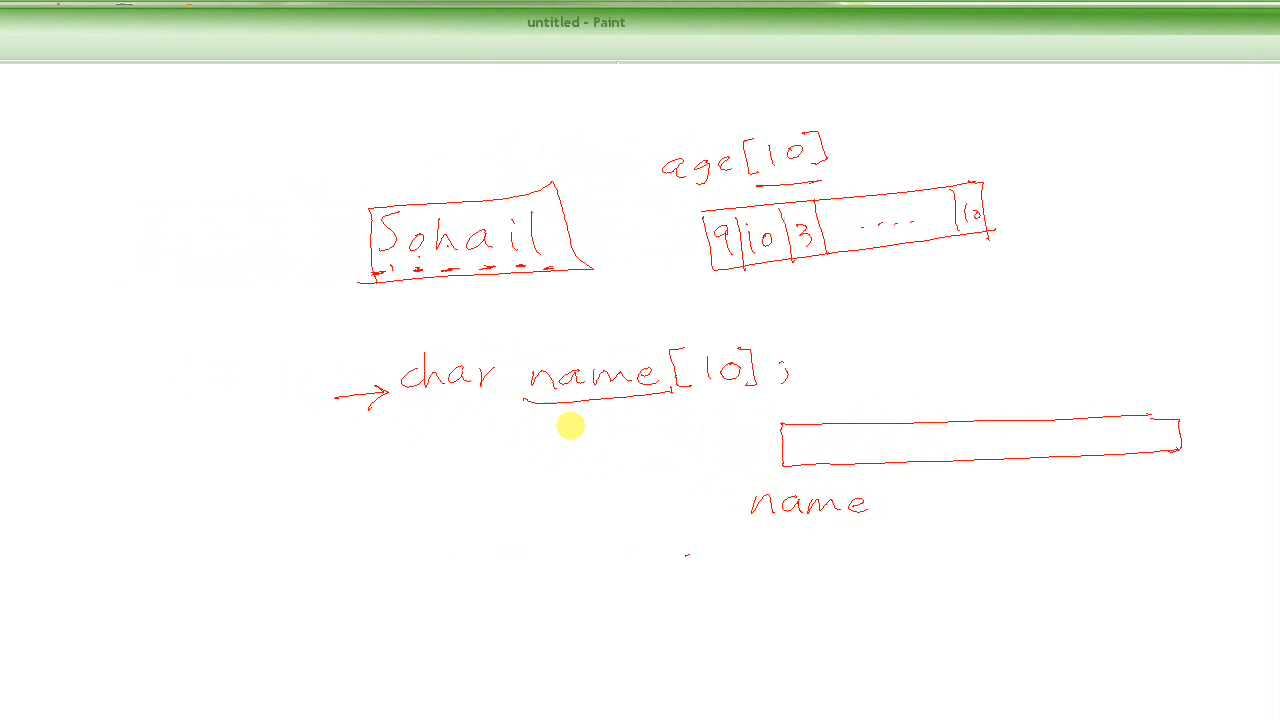 untitled - Paint
age[10]
Sohail
9 10 3 .... 10
char name[10];
name